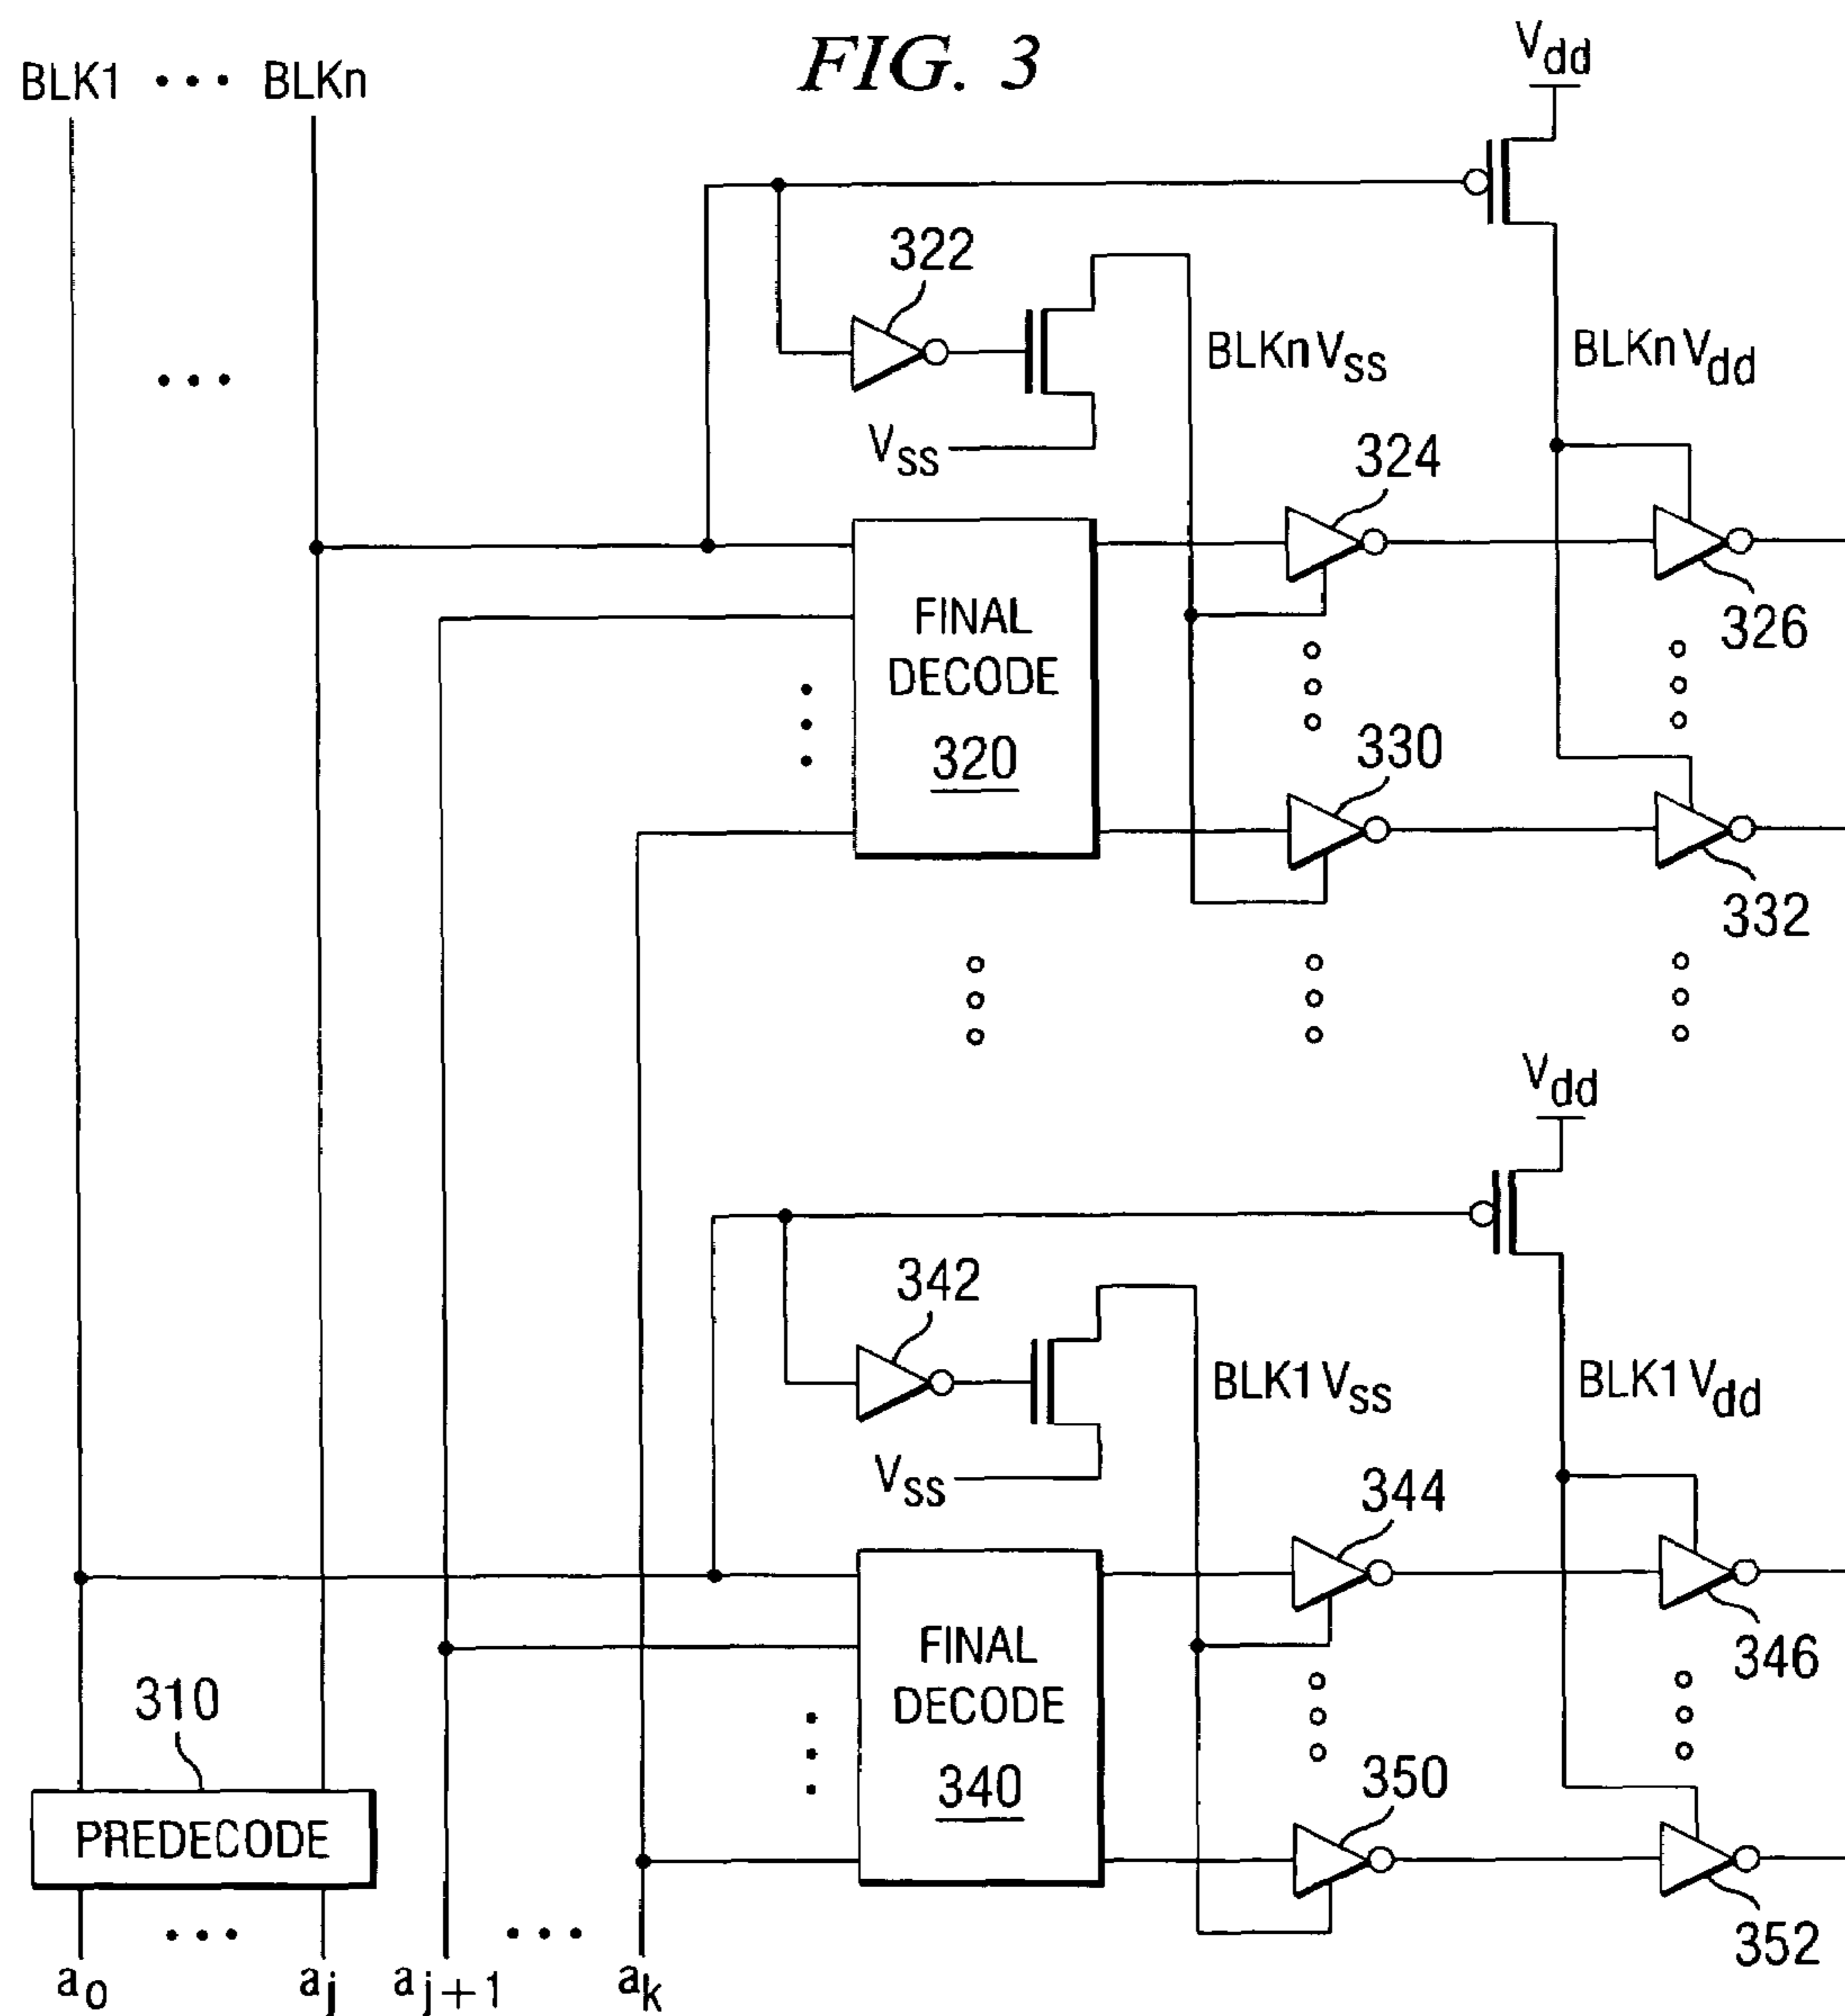 FIG. 3
BLK1 ... BLKn
Vdd
...
322
BLKn Vss
BLKn Vdd
Vss
324
326
FINAL
DECODE
320
330
332
Vdd
342
BLK1 Vss
BLK1 Vdd
Vss
344
346
FINAL
DECODE
340
310
350
PREDECODE
352
a0 ... aj aj+1 ... ak